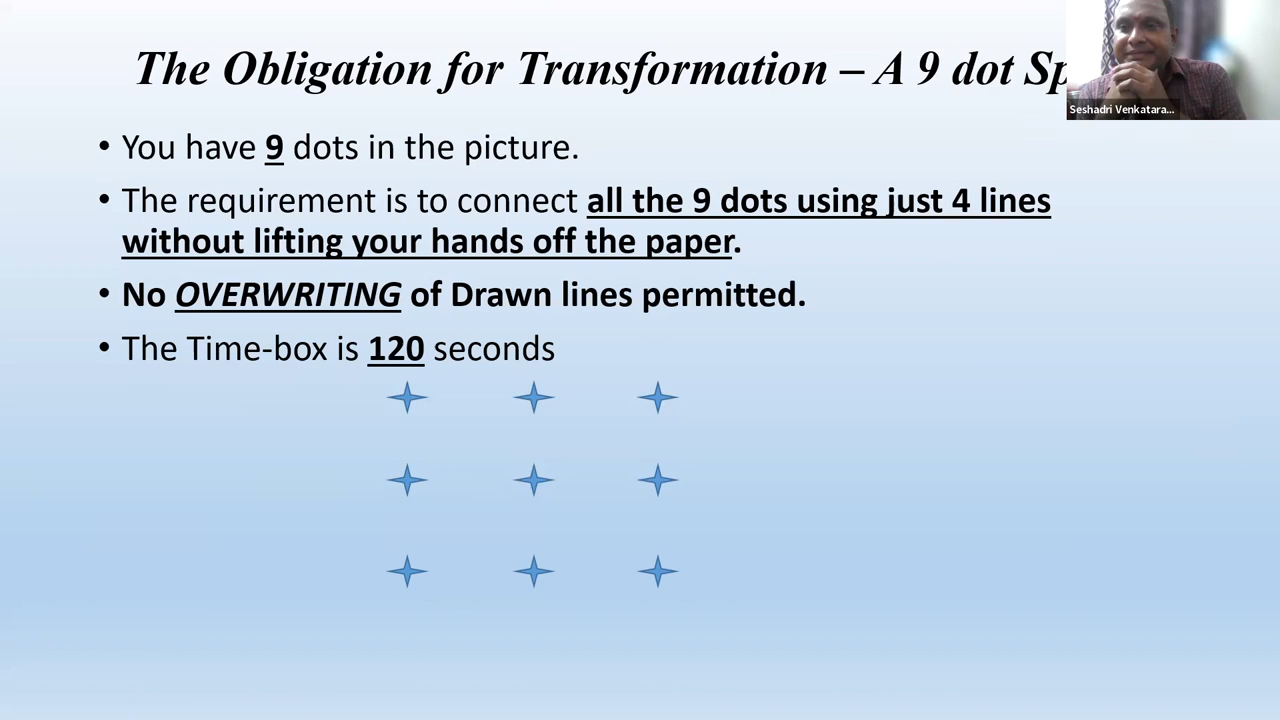 The Obligation for Transformation – A 9 dot
Seshadri Venkatara...
You have 9 dots in the picture.
The requirement is to connect all the 9 dots using just 4 lines
without lifting your hands off the paper.
No OVERWRITING of Drawn lines permitted.
The Time-box is 120 seconds